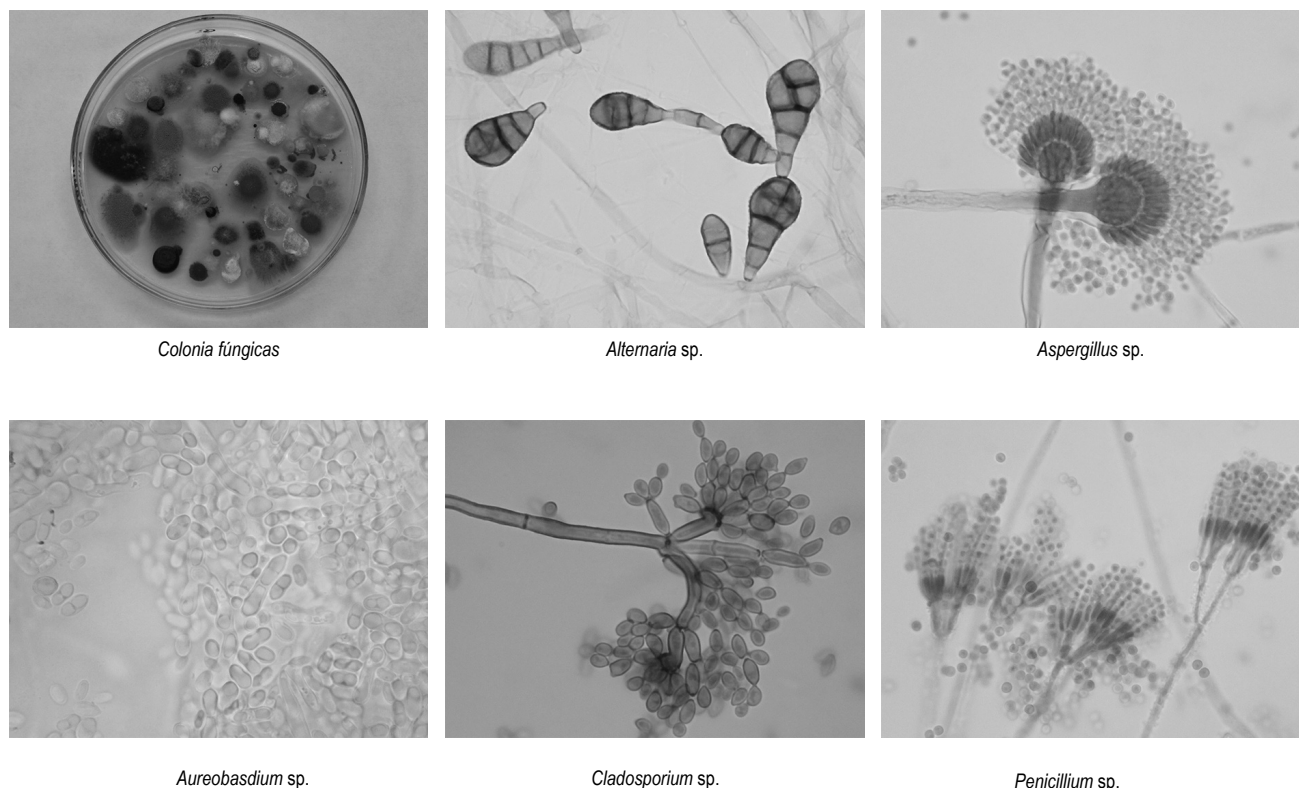 Colonia fúngicas
Alternaria sp.
Aspergillus sp.
Aureobasdium sp.
Cladosporium sp.
Penicillium sp.